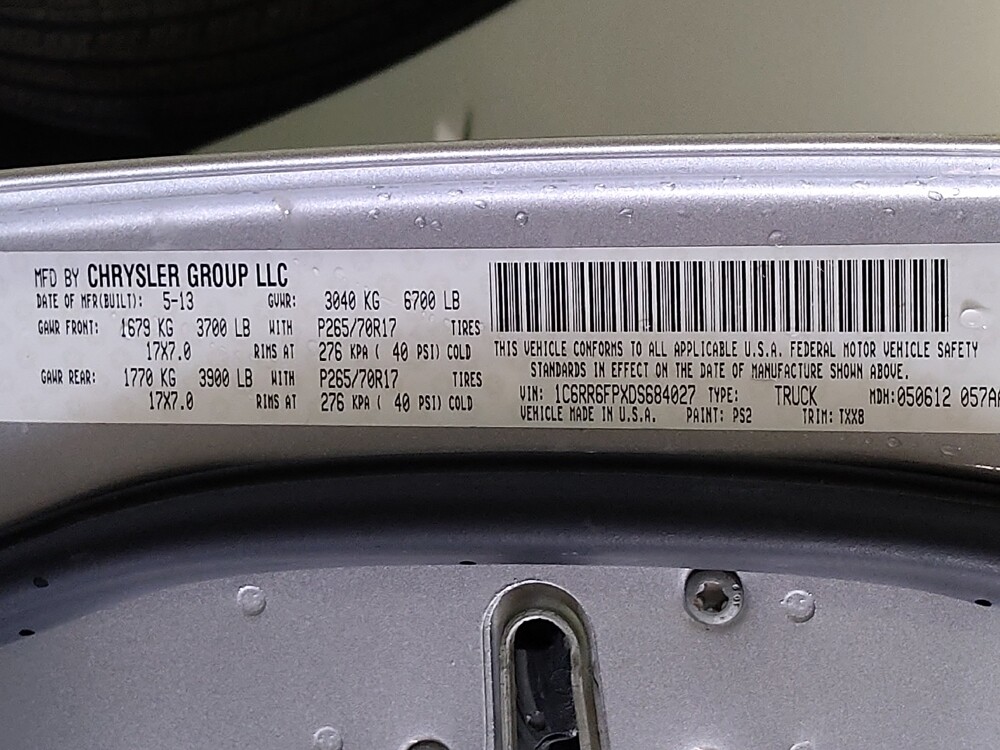 MFD BY CHRYSLER GROUP LLC
DATE OF MFR(BUILT): 5-13 GVWR: 3040 KG 6700 LB
GAWR FRONT: 1679 KG 3700 LB WITH P265/70R17 TIRES
17X7.0 RIMS AT 276 KPA ( 40 PSI) COLD
GAWR REAR: 1770 KG 3900 LB WITH P265/70R17 TIRES
17X7.0 RIMS AT 276 KPA ( 40 PSI) COLD
THIS VEHICLE CONFORMS TO ALL APPLICABLE U.S.A. FEDERAL MOTOR VEHICLE SAFETY
STANDARDS IN EFFECT ON THE DATE OF MANUFACTURE SHOWN ABOVE.
VIN: 1C6RR6FPXDS684027 TYPE: TRUCK MDH:050612 057AA
VEHICLE MADE IN U.S.A. PAINT: PS2 TRIM: TXX8